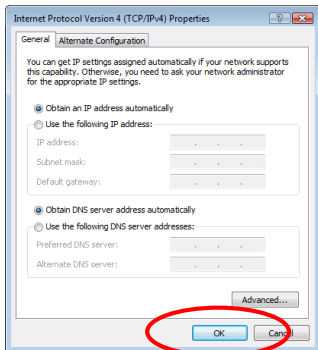 Internet Protocol Version 4 (TCP/IPv4) Properties
General
Alternate Configuration
You can get IP settings assigned automatically if your network supports
this capability. Otherwise, you need to ask your network administrator
for the appropriate IP settings.
Obtain an IP address automatically
Use the following IP address:
IP address:
Subnet mask:
Default gateway:
Obtain DNS server address automatically
Use the following DNS server addresses:
Preferred DNS server:
Alternate DNS server:
Advanced...
OK
Cancel